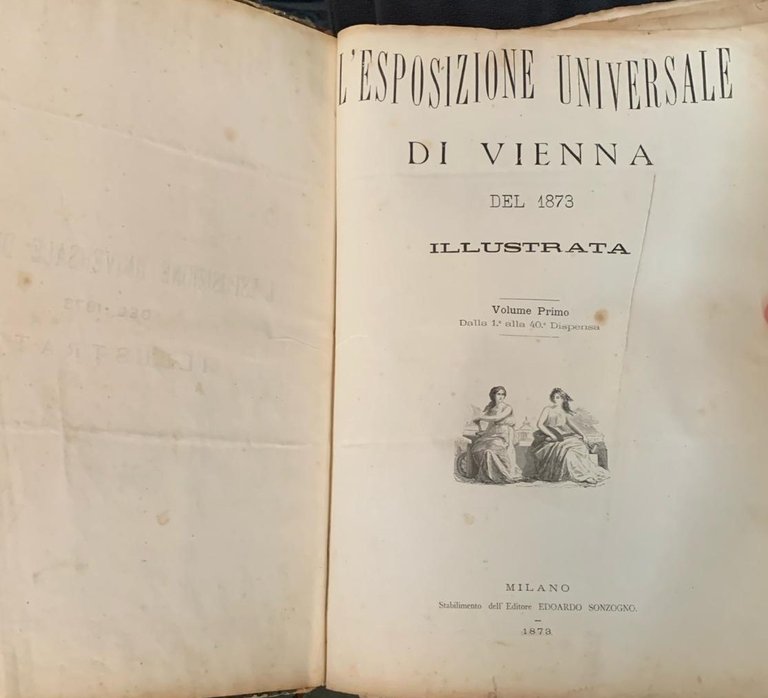 L'ESPOSIZIONE UNIVERSALE
DI VIENNA
DEL 1873
ILLUSTRATA
Volume Primo
Dalla 1.ª alla 40.ª Dispensa
MILANO
Stabilimento dell'Editore EDOARDO SONZOGNO.
1873.